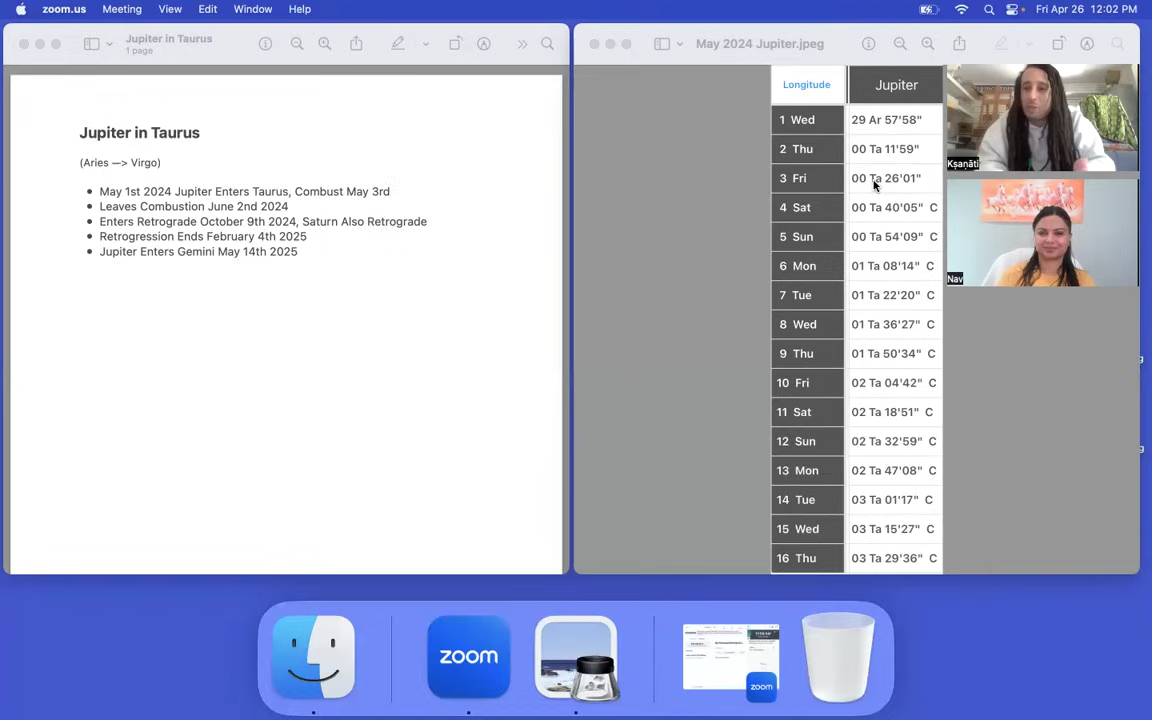 zoom.us Meeting View Edit Window Help Fri Apr 26 12:02 PM
Jupiter in Taurus
1 page
May 2024 Jupiter.jpeg
Jupiter in Taurus
(Aries —> Virgo)
May 1st 2024 Jupiter Enters Taurus, Combust May 3rd
Leaves Combustion June 2nd 2024
Enters Retrograde October 9th 2024, Saturn Also Retrograde
Retrogression Ends February 4th 2025
Jupiter Enters Gemini May 14th 2025
Longitude Jupiter
1 Wed 29 Ar 57'58"
2 Thu 00 Ta 11'59"
3 Fri 00 Ta 26'01"
4 Sat 00 Ta 40'05" C
5 Sun 00 Ta 54'09" C
6 Mon 01 Ta 08'14" C
7 Tue 01 Ta 22'20" C
8 Wed 01 Ta 36'27" C
9 Thu 01 Ta 50'34" C
10 Fri 02 Ta 04'42" C
11 Sat 02 Ta 18'51" C
12 Sun 02 Ta 32'59" C
13 Mon 02 Ta 47'08" C
14 Tue 03 Ta 01'17" C
15 Wed 03 Ta 15'27" C
16 Thu 03 Ta 29'36" C
Kṣaṇāti
Nav
zoom
zoom